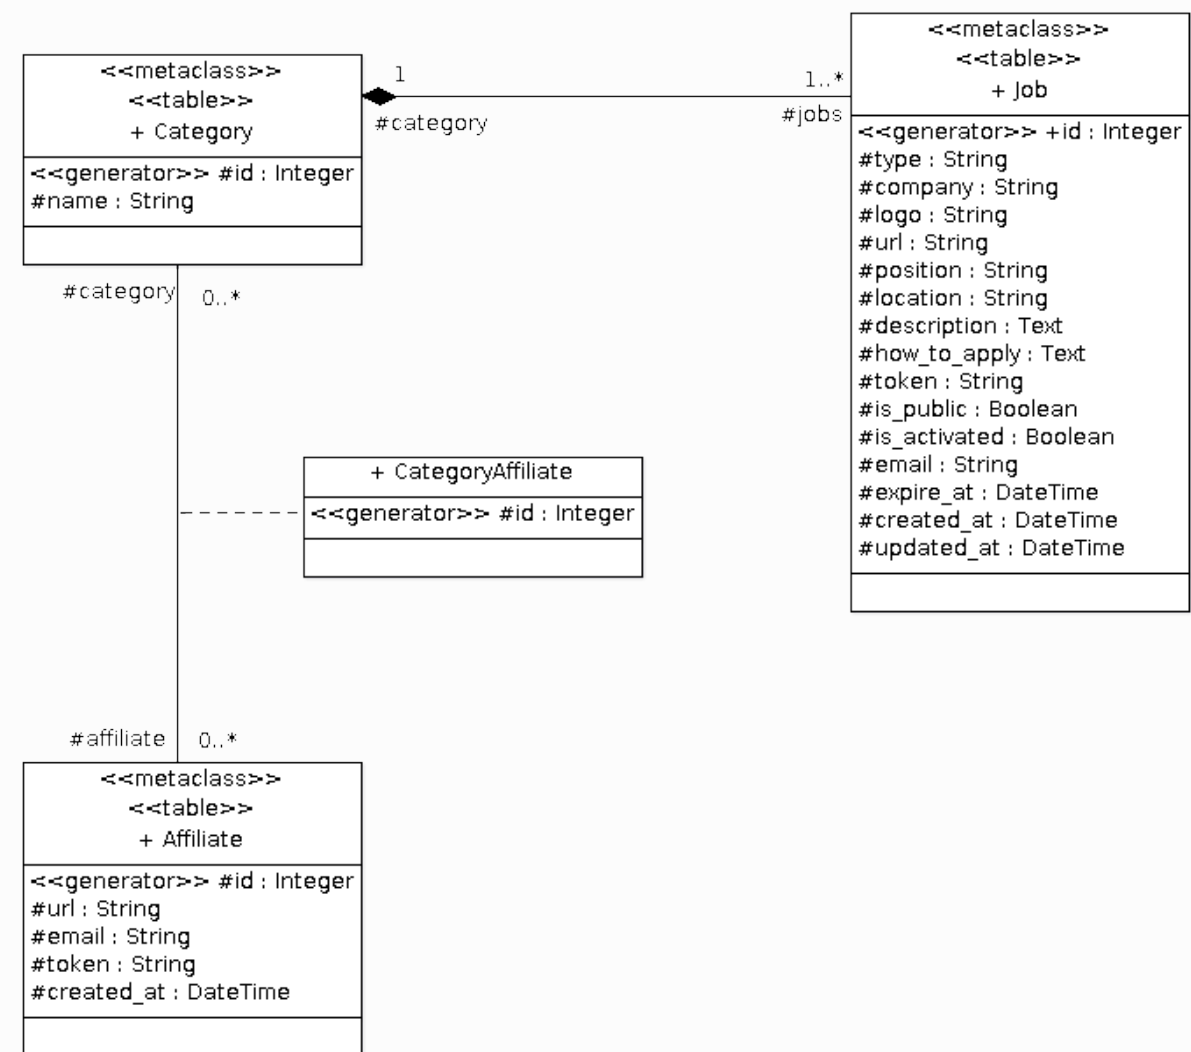 <<metaclass>>
<<table>>
+ Category
<<generator>> #id : Integer
#name : String
1
#category
1..*
#jobs
<<metaclass>>
<<table>>
+ Job
<<generator>> +id : Integer
#type : String
#company : String
#logo : String
#url : String
#position : String
#location : String
#description : Text
#how_to_apply : Text
#token : String
#is_public : Boolean
#is_activated : Boolean
#email : String
#expire_at : DateTime
#created_at : DateTime
#updated_at : DateTime
#category
0..*
+ CategoryAffiliate
<<generator>> #id : Integer
#affiliate
0..*
<<metaclass>>
<<table>>
+ Affiliate
<<generator>> #id : Integer
#url : String
#email : String
#token : String
#created_at : DateTime